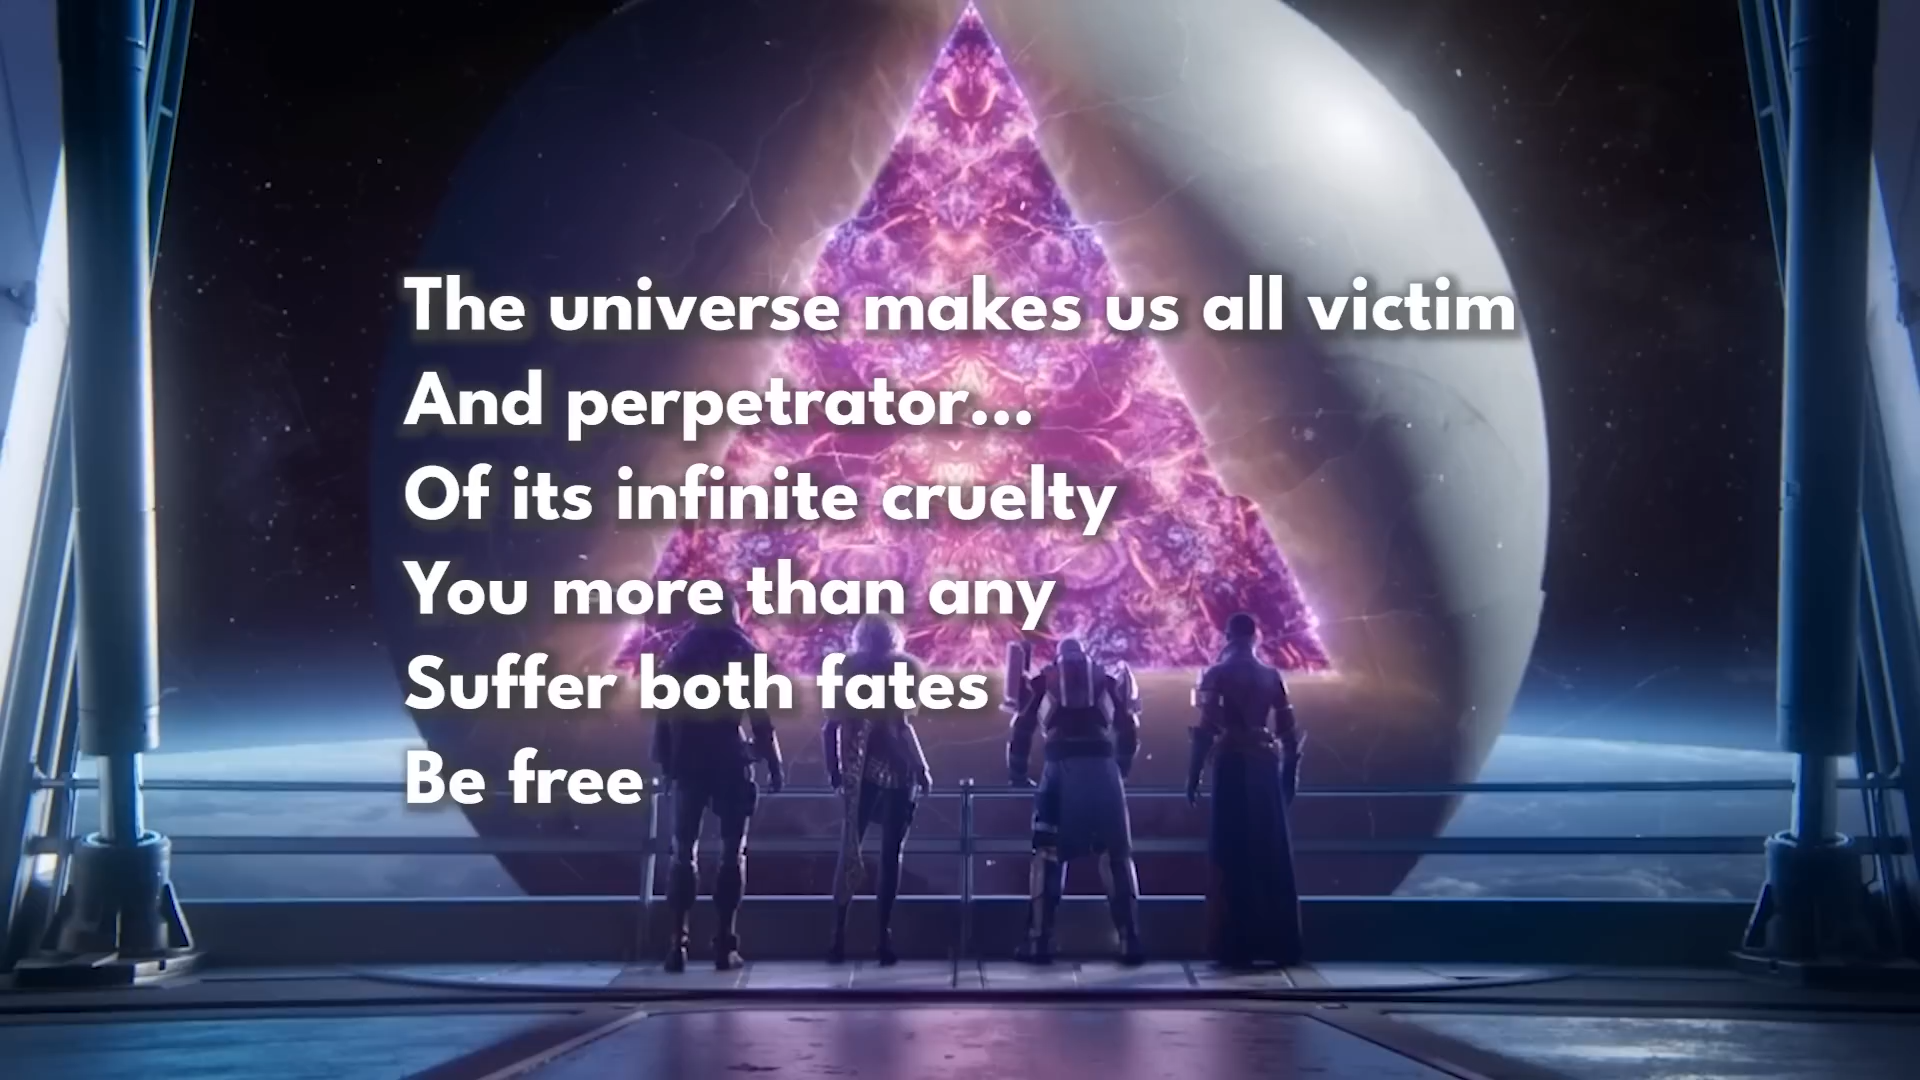 The universe makes us all victim
And perpetrator...
Of its infinite cruelty
You more than any
Suffer both fates
Be free